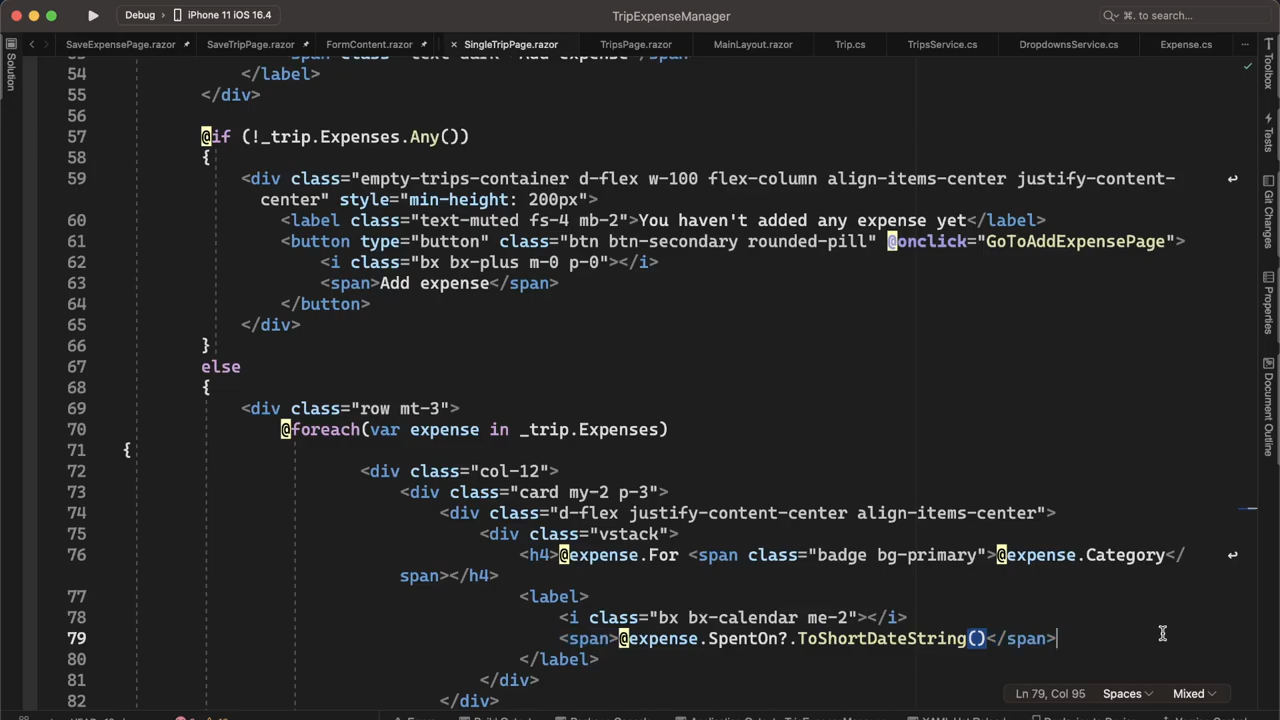 TripExpenseManager
Debug iPhone 11 iOS 16.4
⌘. to search...
SaveExpensePage.razor SaveTripPage.razor FormContent.razor × SingleTripPage.razor TripsPage.razor MainLayout.razor Trip.cs TripsService.cs DropdownsService.cs Expense.cs ...
54 </label>
55 </div>
56
57 @if (!_trip.Expenses.Any())
58 {
59 <div class="empty-trips-container d-flex w-100 flex-column align-items-center justify-content-
center" style="min-height: 200px">
60 <label class="text-muted fs-4 mb-2">You haven't added any expense yet</label>
61 <button type="button" class="btn btn-secondary rounded-pill" @onclick="GoToAddExpensePage">
62 <i class="bx bx-plus m-0 p-0"></i>
63 <span>Add expense</span>
64 </button>
65 </div>
66 }
67 else
68 {
69 <div class="row mt-3">
70 @foreach(var expense in _trip.Expenses)
71 {
72 <div class="col-12">
73 <div class="card my-2 p-3">
74 <div class="d-flex justify-content-center align-items-center">
75 <div class="vstack">
76 <h4>@expense.For <span class="badge bg-primary">@expense.Category</
span></h4>
77 <label>
78 <i class="bx bx-calendar me-2"></i>
79 <span>@expense.SpentOn?.ToShortDateString()</span>
80 </label>
81 </div>
82 </div>
Ln 79, Col 95 Spaces Mixed
Solution
Toolbox
Tests
Git Changes
Properties
Document Outline